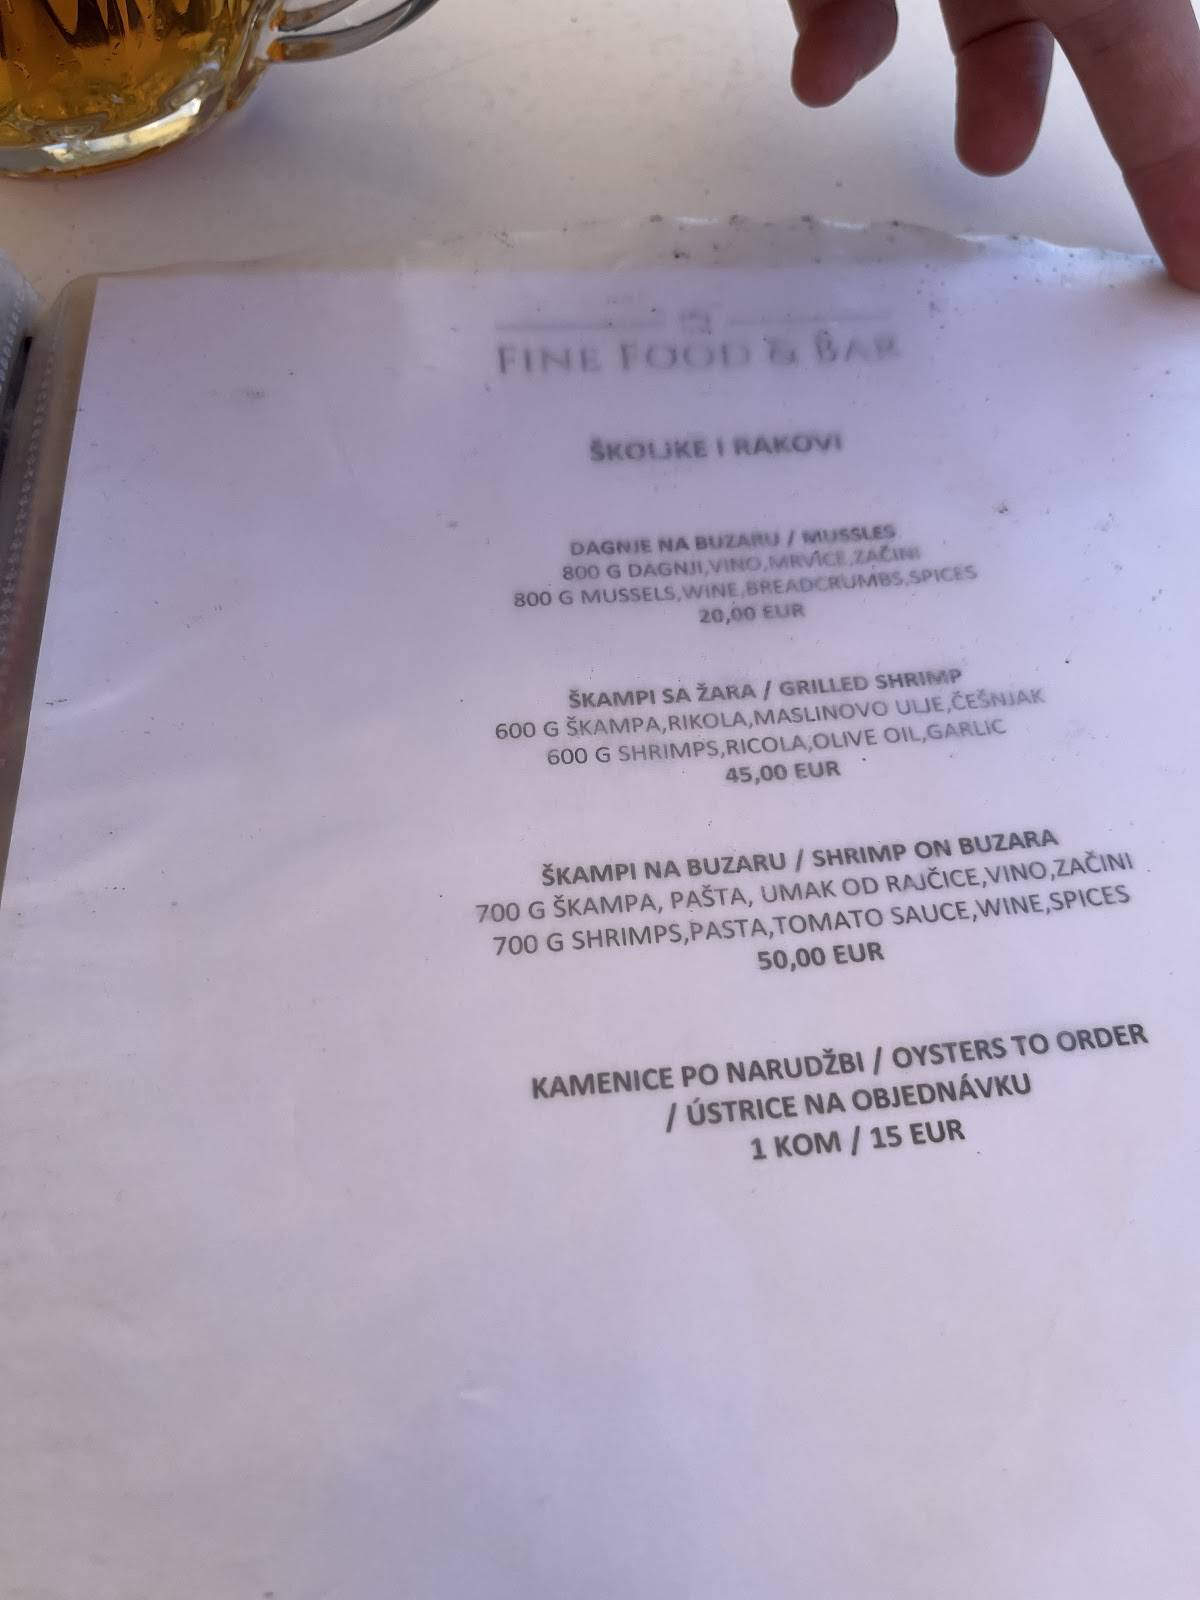 FINE FOOD & BAR
ŠKOLJKE I RAKOVI
DAGNJE NA BUZARU / MUSSLES
800 G DAGNJI,VINO,MRVICE,ZAČINI
800 G MUSSELS,WINE,BREADCRUMBS,SPICES
20,00 EUR
ŠKAMPI SA ŽARA / GRILLED SHRIMP
600 G ŠKAMPA,RIKOLA,MASLINOVO ULJE,ČEŠNJAK
600 G SHRIMPS,RICOLA,OLIVE OIL,GARLIC
45,00 EUR
ŠKAMPI NA BUZARU / SHRIMP ON BUZARA
700 G ŠKAMPA, PAŠTA, UMAK OD RAJČICE,VINO,ZAČINI
700 G SHRIMPS,PASTA,TOMATO SAUCE,WINE,SPICES
50,00 EUR
KAMENICE PO NARUDŽBI / OYSTERS TO ORDER
/ ÚSTRICE NA OBJEDNÁVKU
1 KOM / 15 EUR